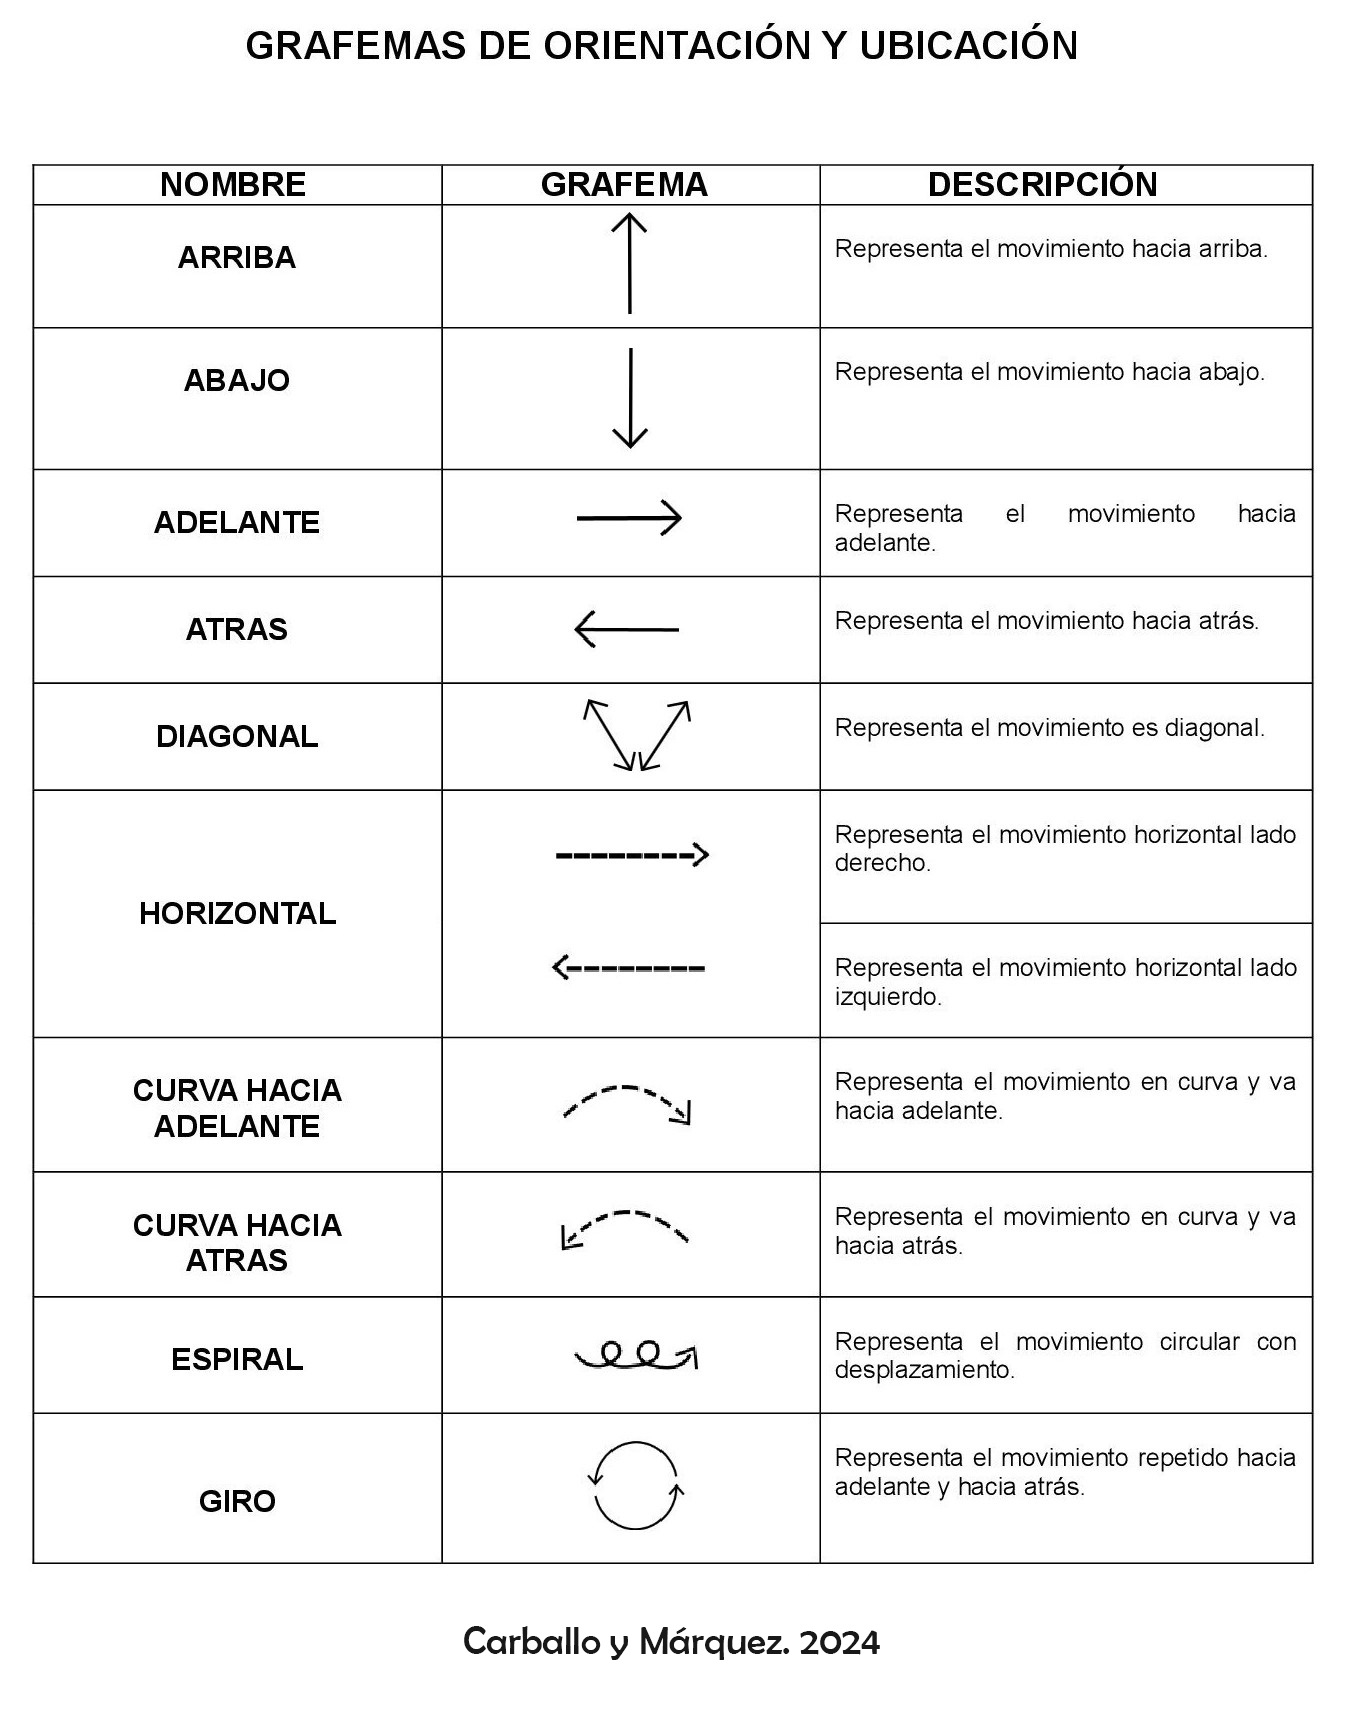 GRAFEMAS DE ORIENTACIÓN Y UBICACIÓN
NOMBRE GRAFEMA DESCRIPCIÓN
ARRIBA
Representa el movimiento hacia arriba.
ABAJO
Representa el movimiento hacia abajo.
ADELANTE
Representa el movimiento hacia
adelante.
ATRAS
Representa el movimiento hacia atrás.
DIAGONAL
Representa el movimiento es diagonal.
HORIZONTAL
Representa el movimiento horizontal lado
derecho.
Representa el movimiento horizontal lado
izquierdo.
CURVA HACIA
ADELANTE
Representa el movimiento en curva y va
hacia adelante.
CURVA HACIA
ATRAS
Representa el movimiento en curva y va
hacia atrás.
ESPIRAL
Representa el movimiento circular con
desplazamiento.
GIRO
Representa el movimiento repetido hacia
adelante y hacia atrás.
Carballo y Márquez. 2024